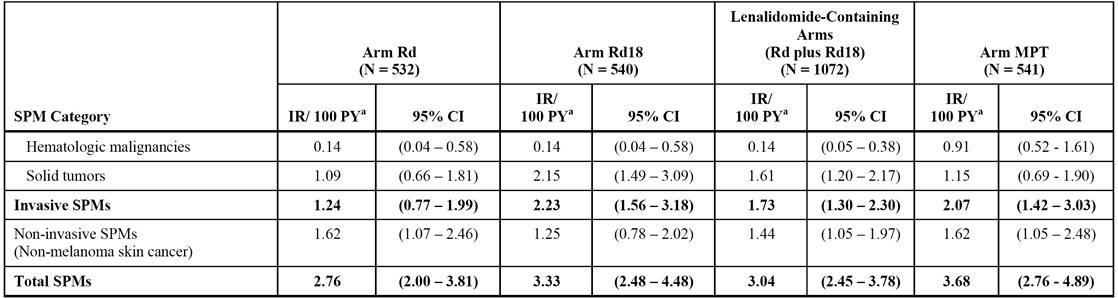 Lenalidomide-Containing
Arms
Arm Rd Arm Rd18 (Rd plus Rd18) Arm MPT
(N = 532) (N = 540) (N = 1072) (N = 541)
IR/ IR/ IR/
SPM Category IR/ 100 PYa 95% CI 100 PYa 95% CI 100 PYa 95% CI 100 PYa 95% CI
Hematologic malignancies 0.14 (0.04 – 0.58) 0.14 (0.04 – 0.58) 0.14 (0.05 – 0.38) 0.91 (0.52 - 1.61)
Solid tumors 1.09 (0.66 – 1.81) 2.15 (1.49 – 3.09) 1.61 (1.20 – 2.17) 1.15 (0.69 - 1.90)
Invasive SPMs 1.24 (0.77 – 1.99) 2.23 (1.56 – 3.18) 1.73 (1.30 – 2.30) 2.07 (1.42 – 3.03)
Non-invasive SPMs 1.62 (1.07 – 2.46) 1.25 (0.78 – 2.02) 1.44 (1.05 – 1.97) 1.62 (1.05 – 2.48)
(Non-melanoma skin cancer)
Total SPMs 2.76 (2.00 – 3.81) 3.33 (2.48 – 4.48) 3.04 (2.45 – 3.78) 3.68 (2.76 - 4.89)